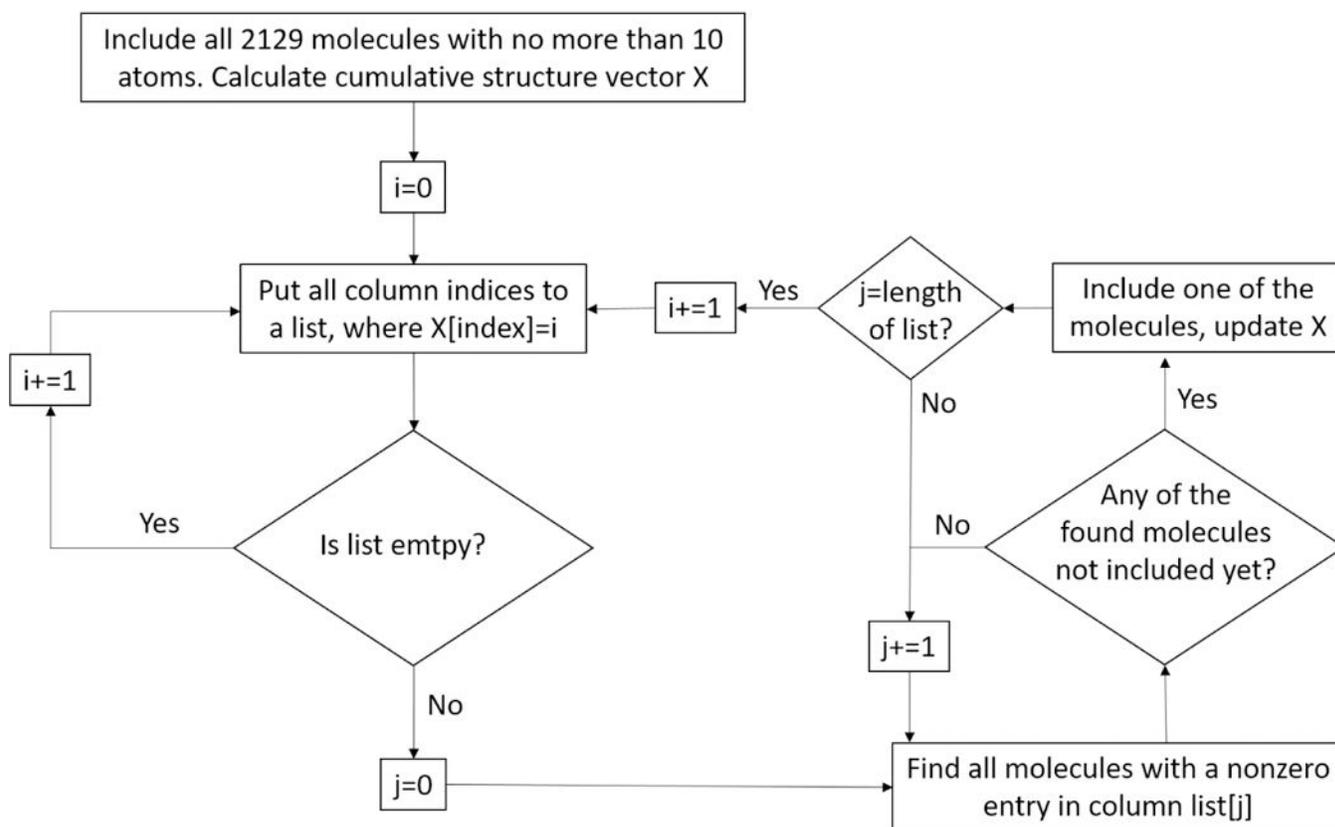 Include all 2129 molecules with no more than 10
atoms. Calculate cumulative structure vector X
i=0
Put all column indices to
a list, where X[index]=i
i+=1
Yes
Is list emtpy?
No
j=0
i+=1
Yes
j=length
of list?
No
Include one of the
molecules, update X
Yes
Any of the
found molecules
not included yet?
No
j+=1
Find all molecules with a nonzero
entry in column list[j]